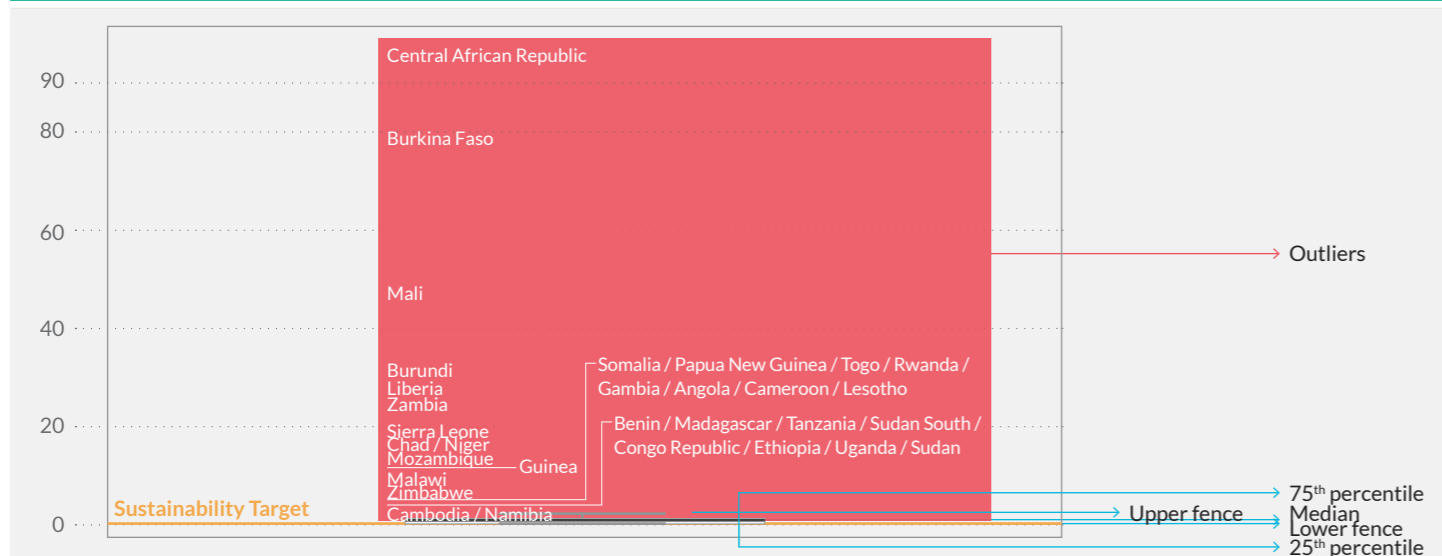 Central African Republic
90
80
Burkina Faso
60
Outliers
Mali
40
Burundi
Liberia
Zambia
Somalia / Papua New Guinea / Togo / Rwanda /
Gambia / Angola / Cameroon / Lesotho
20
Sierra Leone
Chad / Niger
Mozambique
Guinea
Benin / Madagascar / Tanzania / Sudan South /
Congo Republic / Ethiopia / Uganda / Sudan
Malawi
Zimbabwe
Sustainability Target
Cambodia / Namibia
0
75th percentile
Upper fence
Median
Lower fence
25th percentile